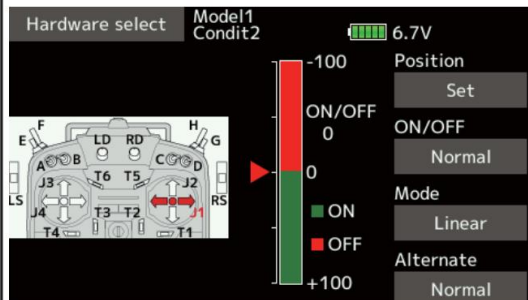 Hardware select
Model1
Condit2
6.7V
-100
ON/OFF
0
0
ON
OFF
+100
Position
Set
ON/OFF
Normal
Mode
Linear
Alternate
Normal
F
H
E
G
LD
RD
A
B
C
D
T6
T5
J3
J2
LS
RS
J4
T3
T2
J1
T4
T1